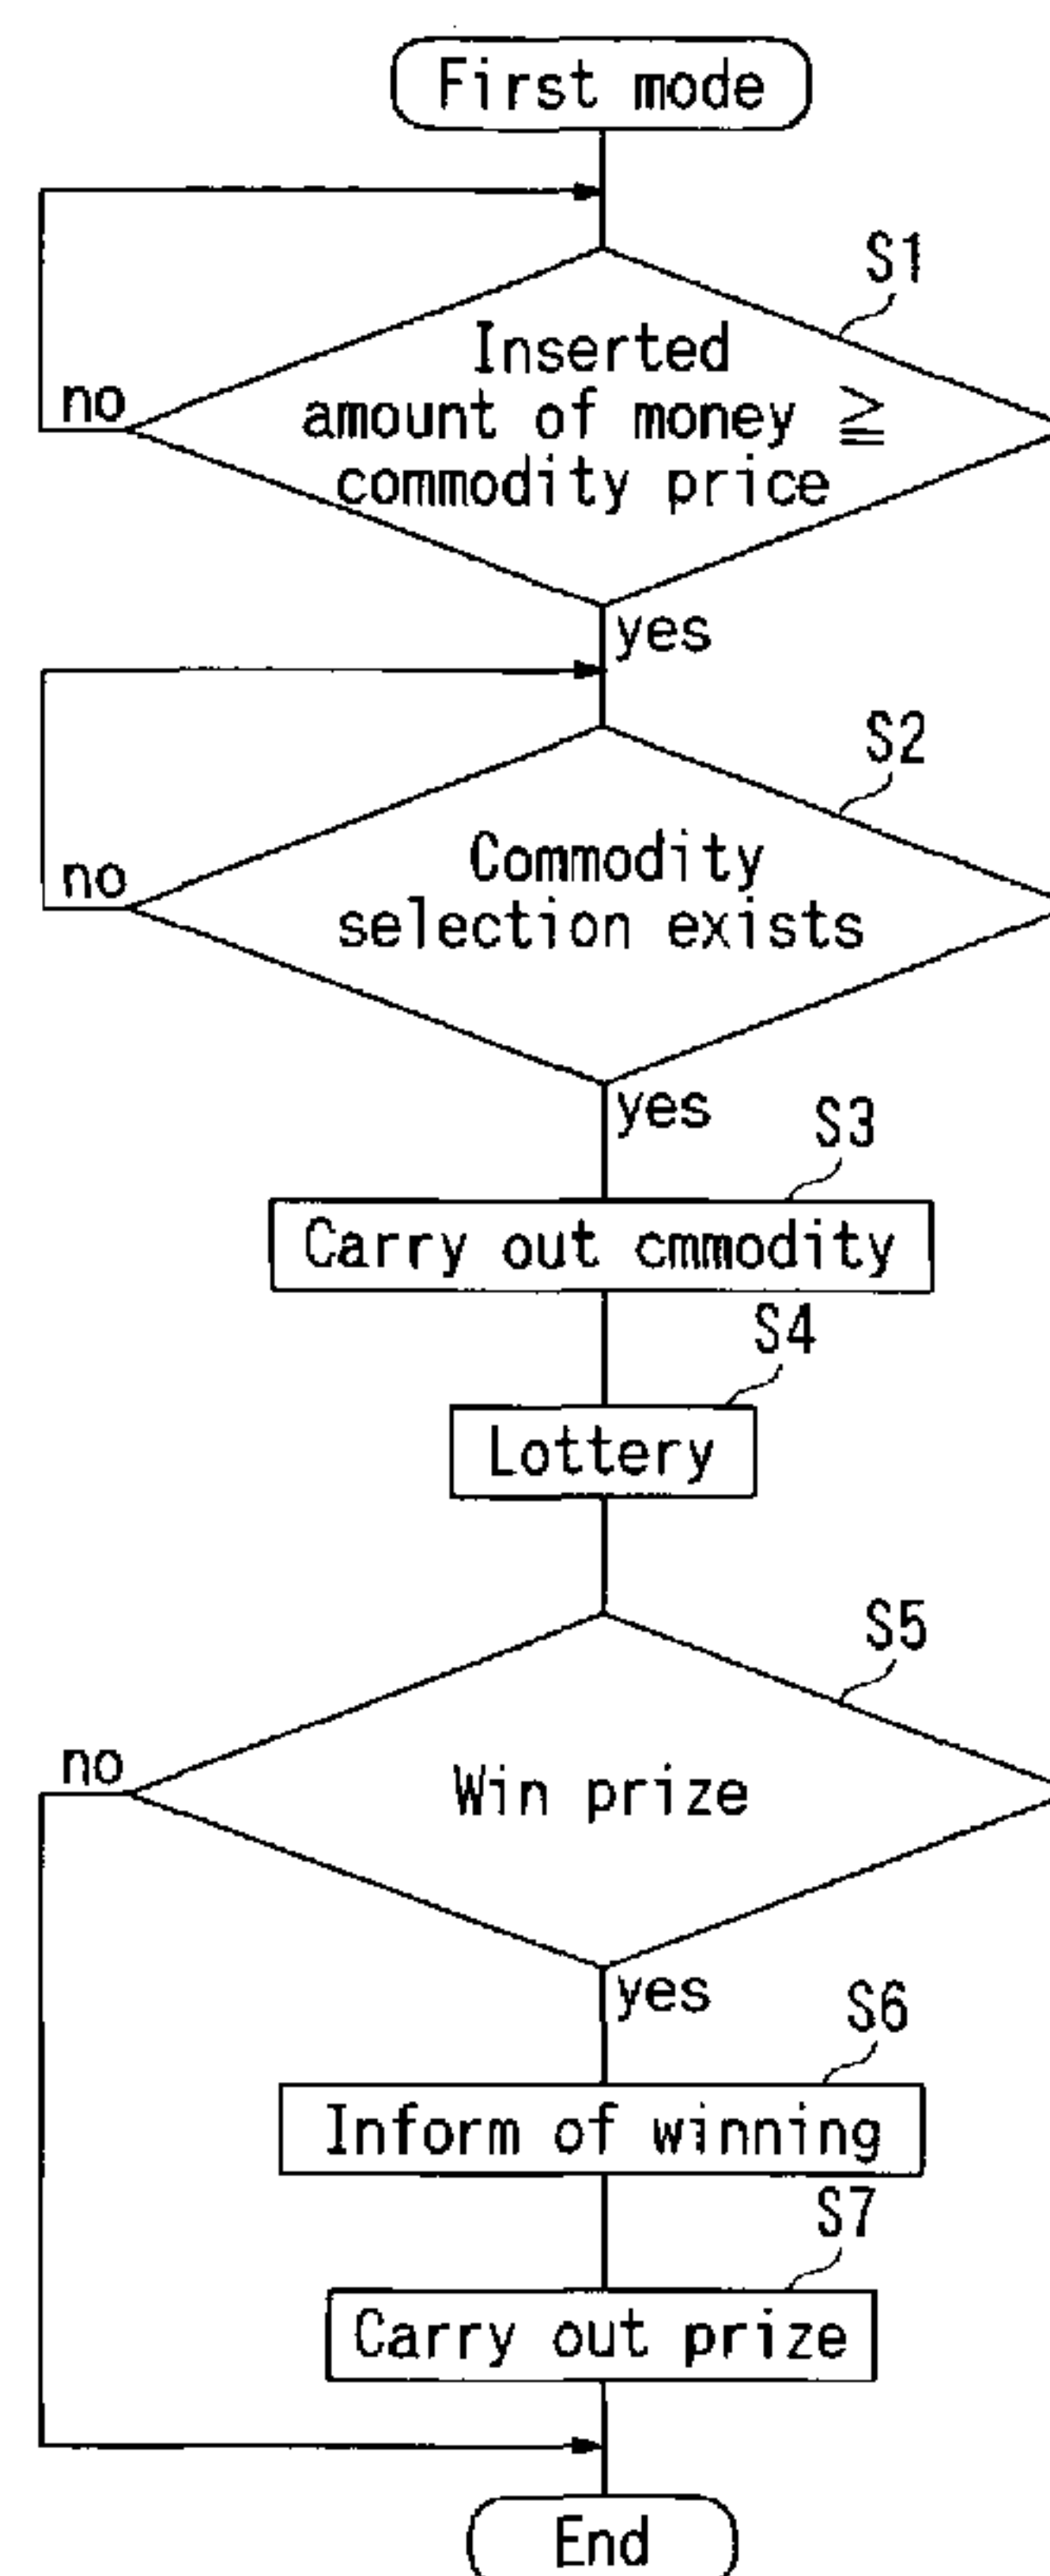 First mode
S1
Inserted
amount of money ≧
commodity price
no
yes
S2
Commodity
selection exists
no
yes
S3
Carry out cmmodity
S4
Lottery
S5
Win prize
no
yes
S6
Inform of winning
S7
Carry out prize
End